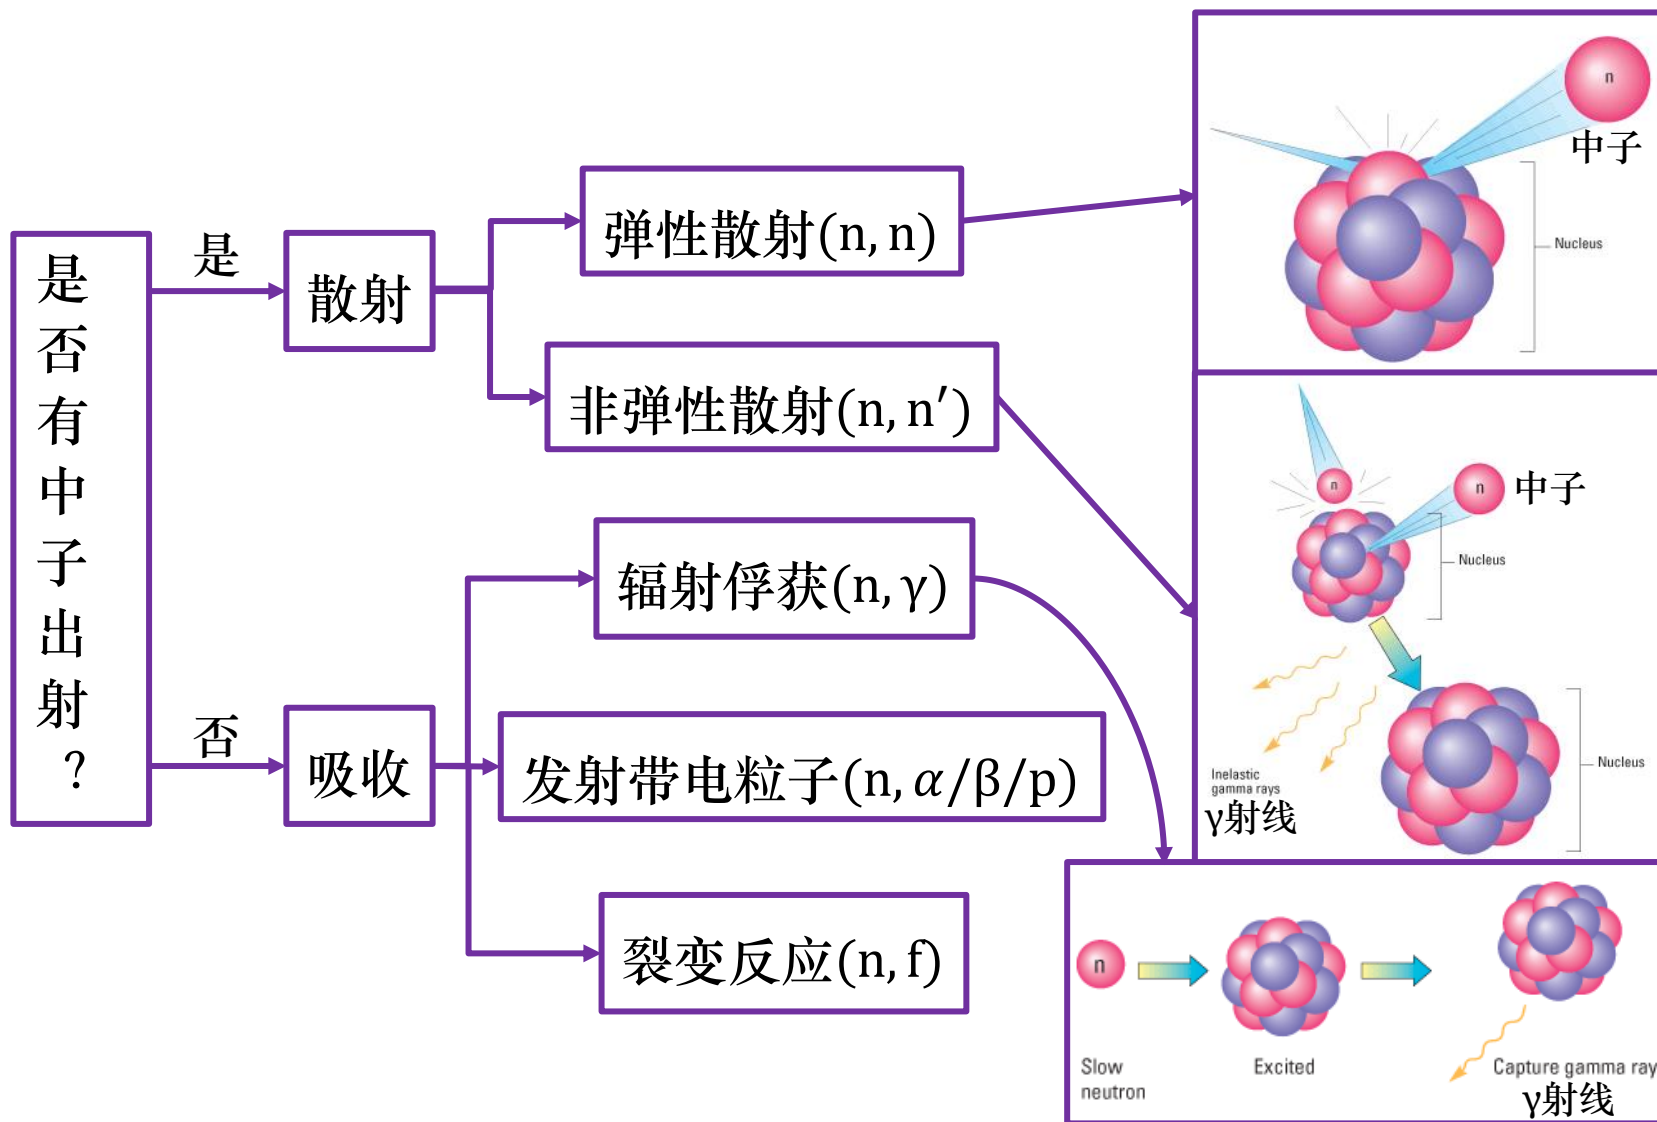 是否有中子出射？
是
散射
弹性散射(n, n)
非弹性散射(n, n′)
否
吸收
辐射俘获(n, γ)
发射带电粒子(n, α/β/p)
裂变反应(n, f)
n
中子
Nucleus
n
n
中子
Nucleus
Inelastic
gamma rays
γ射线
Nucleus
n
Slow
neutron
Excited
Capture gamma ray
γ射线